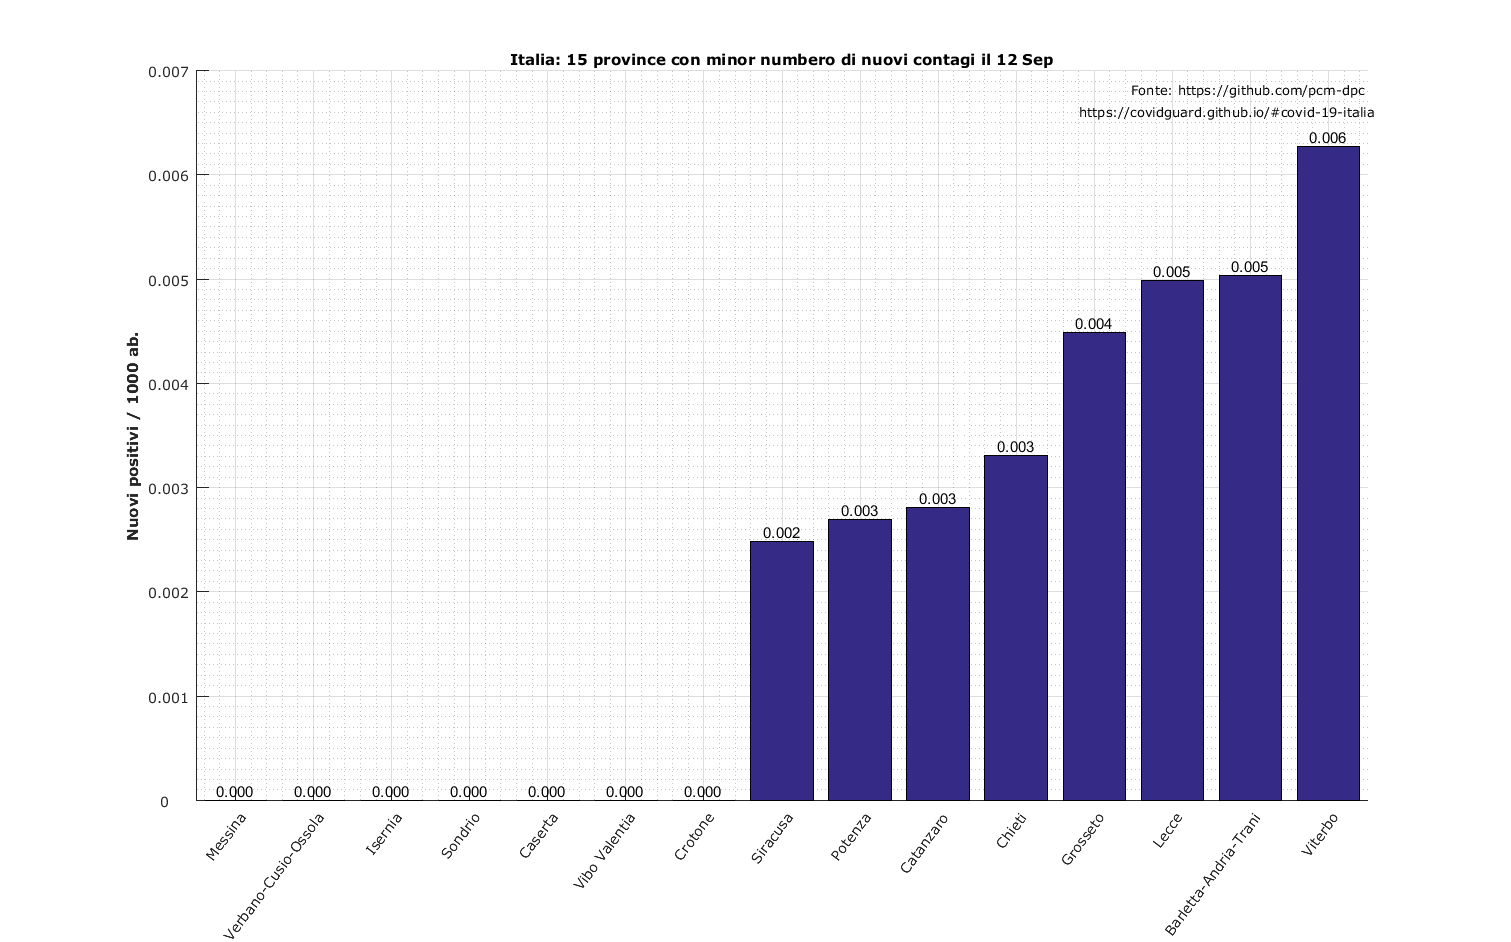 Italia: 15 province con minor numbero di nuovi contagi il 12 Sep
Fonte: https://github.com/pcm-dpc
https://covidguard.github.io/#covid-19-italia
Nuovi positivi / 1000 ab.
0.007
0.006
0.005
0.004
0.003
0.002
0.001
0
0.000
0.000
0.000
0.000
0.000
0.000
0.000
0.002
0.003
0.003
0.003
0.004
0.005
0.005
0.006
Messina
Verbano-Cusio-Ossola
Isernia
Sondrio
Caserta
Vibo Valentia
Crotone
Siracusa
Potenza
Catanzaro
Chieti
Grosseto
Lecce
Barletta-Andria-Trani
Viterbo